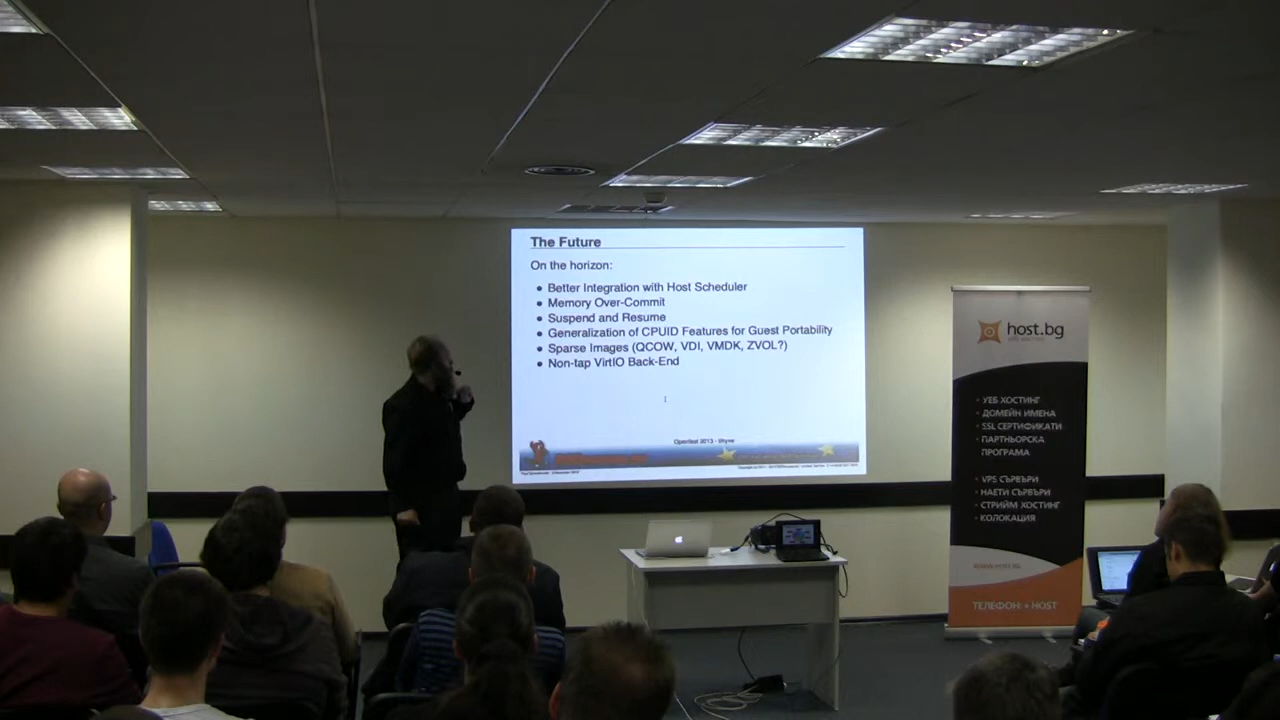 The Future
On the horizon:
• Better Integration with Host Scheduler
• Memory Over-Commit
• Suspend and Resume
• Generalization of CPUID Features for Guest Portability
• Sparse Images (QCOW, VDI, VMDK, ZVOL?)
• Non-tap VirtIO Back-End
OpenFest 2013 - bhyve
host.bg
• УЕБ ХОСТИНГ
• ДОМЕЙН ИМЕНА
• SSL СЕРТИФИКАТИ
• ПАРТНЬОРСКА
ПРОГРАМА
• VPS СЪРВЪРИ
• НАЕТИ СЪРВЪРИ
• СТРИЙМ ХОСТИНГ
• КОЛОКАЦИЯ
ТЕЛЕФОН: + HOST